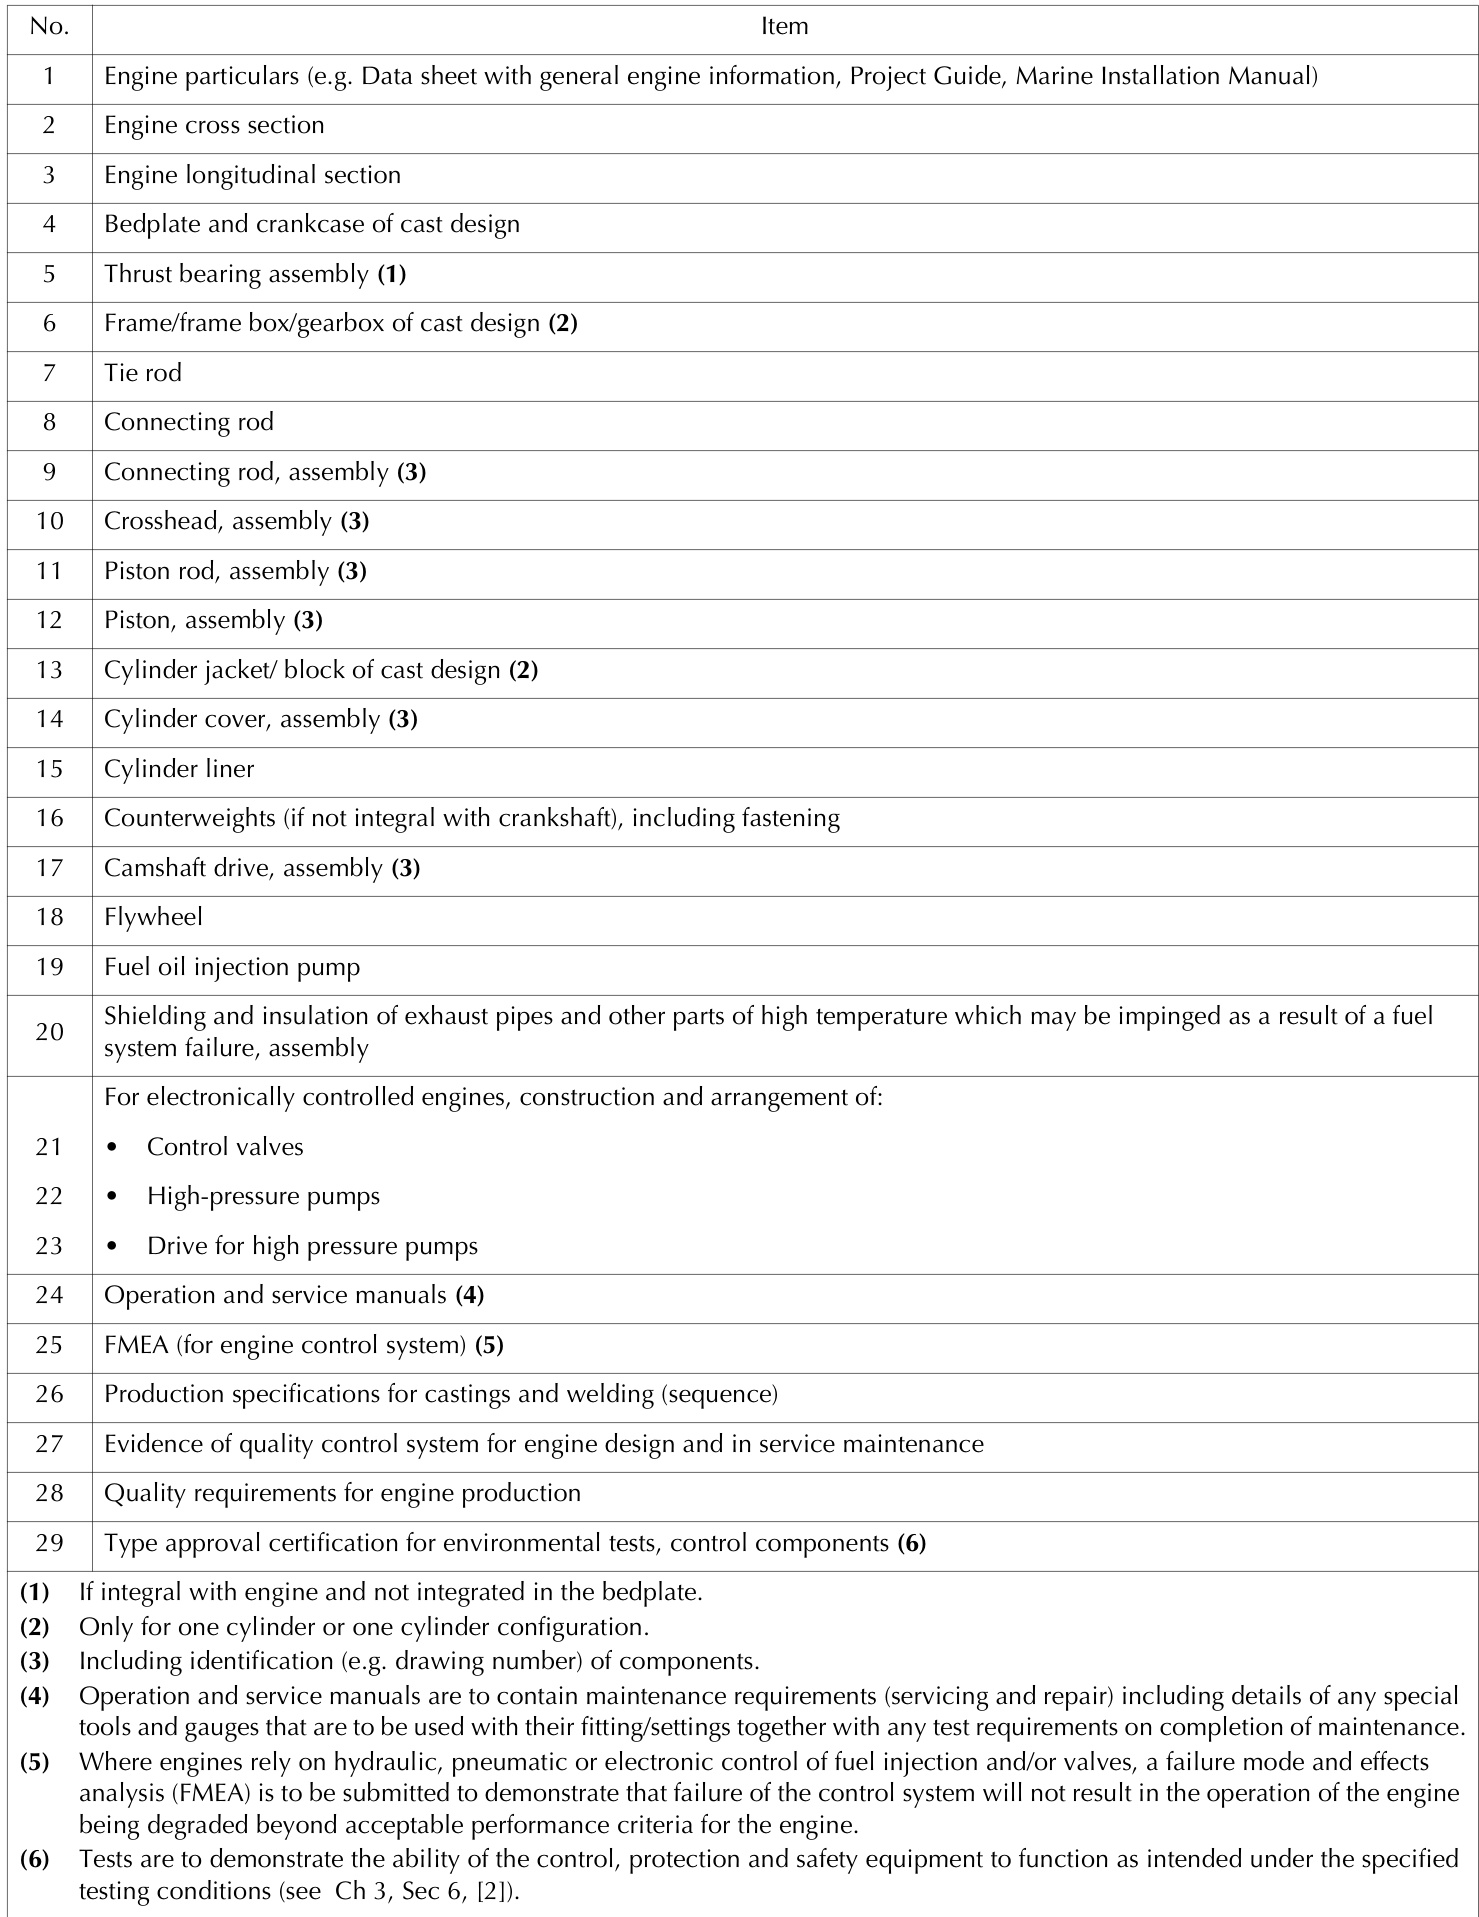 No. Item
1 Engine particulars (e.g. Data sheet with general engine information, Project Guide, Marine Installation Manual)
2 Engine cross section
3 Engine longitudinal section
4 Bedplate and crankcase of cast design
5 Thrust bearing assembly (1)
6 Frame/frame box/gearbox of cast design (2)
7 Tie rod
8 Connecting rod
9 Connecting rod, assembly (3)
10 Crosshead, assembly (3)
11 Piston rod, assembly (3)
12 Piston, assembly (3)
13 Cylinder jacket/ block of cast design (2)
14 Cylinder cover, assembly (3)
15 Cylinder liner
16 Counterweights (if not integral with crankshaft), including fastening
17 Camshaft drive, assembly (3)
18 Flywheel
19 Fuel oil injection pump
20 Shielding and insulation of exhaust pipes and other parts of high temperature which may be impinged as a result of a fuel
system failure, assembly
For electronically controlled engines, construction and arrangement of:
21 • Control valves
22 • High-pressure pumps
23 • Drive for high pressure pumps
24 Operation and service manuals (4)
25 FMEA (for engine control system) (5)
26 Production specifications for castings and welding (sequence)
27 Evidence of quality control system for engine design and in service maintenance
28 Quality requirements for engine production
29 Type approval certification for environmental tests, control components (6)
(1) If integral with engine and not integrated in the bedplate.
(2) Only for one cylinder or one cylinder configuration.
(3) Including identification (e.g. drawing number) of components.
(4) Operation and service manuals are to contain maintenance requirements (servicing and repair) including details of any special
tools and gauges that are to be used with their fitting/settings together with any test requirements on completion of maintenance.
(5) Where engines rely on hydraulic, pneumatic or electronic control of fuel injection and/or valves, a failure mode and effects
analysis (FMEA) is to be submitted to demonstrate that failure of the control system will not result in the operation of the engine
being degraded beyond acceptable performance criteria for the engine.
(6) Tests are to demonstrate the ability of the control, protection and safety equipment to function as intended under the specified
testing conditions (see Ch 3, Sec 6, [2]).